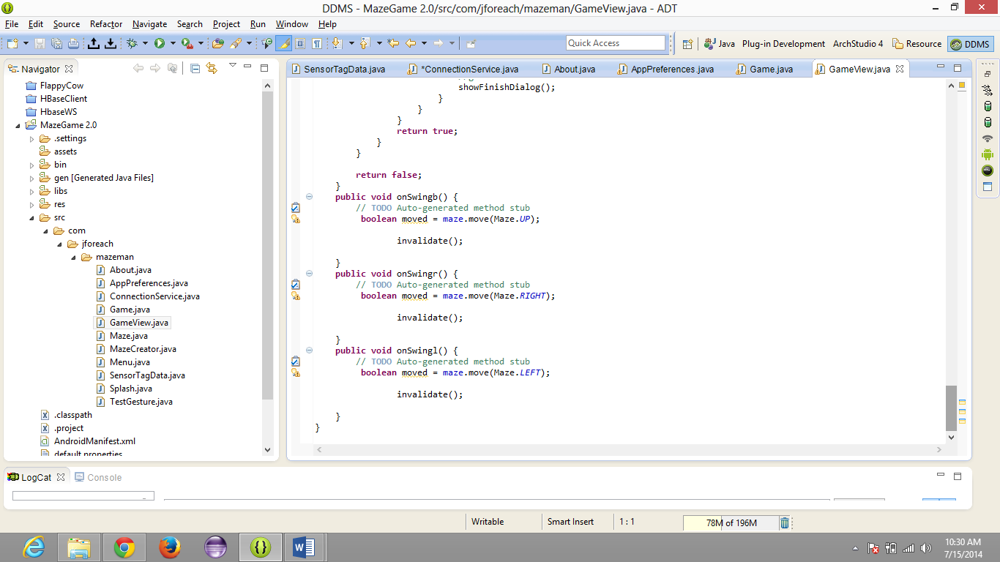 DDMS - MazeGame 2.0/src/com/jforeach/mazeman/GameView.java - ADT
File Edit Source Refactor Navigate Search Project Run Window Help
Quick Access
Java Plug-in Development ArchStudio 4 Resource DDMS
Navigator
FlappyCow
HBaseClient
HbaseWS
MazeGame 2.0
.settings
assets
bin
gen [Generated Java Files]
libs
res
src
com
jforeach
mazeman
About.java
AppPreferences.java
ConnectionService.java
Game.java
GameView.java
Maze.java
MazeCreator.java
Menu.java
SensorTagData.java
Splash.java
TestGesture.java
.classpath
.project
AndroidManifest.xml
default.properties
SensorTagData.java *ConnectionService.java About.java AppPreferences.java Game.java GameView.java
showFinishDialog();
}
}
}
return true;
}
}
return false;
}
public void onSwingb() {
// TODO Auto-generated method stub
boolean moved = maze.move(Maze.UP);
invalidate();
}
public void onSwingr() {
// TODO Auto-generated method stub
boolean moved = maze.move(Maze.RIGHT);
invalidate();
}
public void onSwingl() {
// TODO Auto-generated method stub
boolean moved = maze.move(Maze.LEFT);
invalidate();
}
}
LogCat Console
Writable Smart Insert 1 : 1 78M of 196M
10:30 AM
7/15/2014